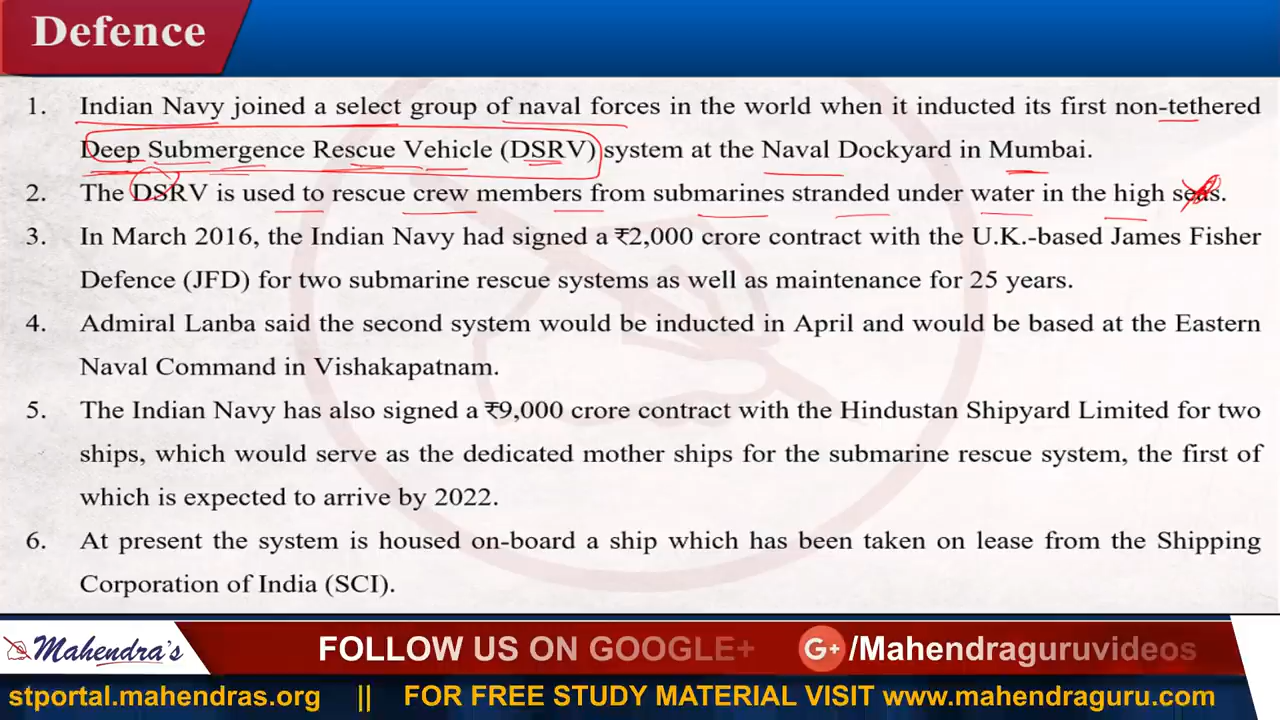 Defence
1. Indian Navy joined a select group of naval forces in the world when it inducted its first non-tethered
Deep Submergence Rescue Vehicle (DSRV) system at the Naval Dockyard in Mumbai.
2. The DSRV is used to rescue crew members from submarines stranded under water in the high seas.
3. In March 2016, the Indian Navy had signed a ₹2,000 crore contract with the U.K.-based James Fisher
Defence (JFD) for two submarine rescue systems as well as maintenance for 25 years.
4. Admiral Lanba said the second system would be inducted in April and would be based at the Eastern
Naval Command in Vishakapatnam.
5. The Indian Navy has also signed a ₹9,000 crore contract with the Hindustan Shipyard Limited for two
ships, which would serve as the dedicated mother ships for the submarine rescue system, the first of
which is expected to arrive by 2022.
6. At present the system is housed on-board a ship which has been taken on lease from the Shipping
Corporation of India (SCI).
Mahendra's FOLLOW US ON GOOGLE+ G+ /Mahendraguruvideos
stportal.mahendras.org || FOR FREE STUDY MATERIAL VISIT www.mahendraguru.com